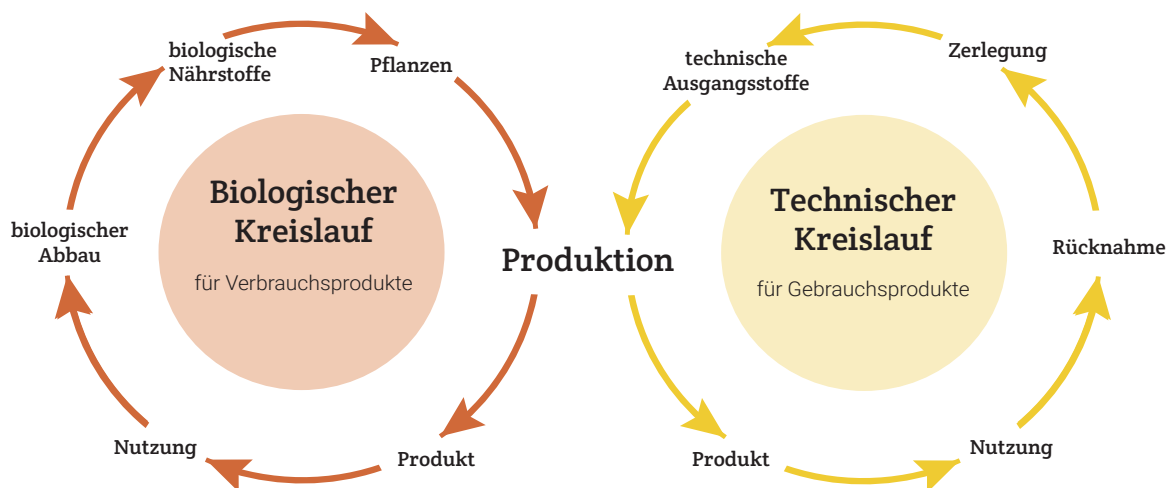 biologische
Nährstoffe
Pflanzen
Biologischer
Kreislauf
für Verbrauchsprodukte
biologischer
Abbau
Nutzung
Produkt
Produktion
technische
Ausgangsstoffe
Zerlegung
Technischer
Kreislauf
für Gebrauchsprodukte
Rücknahme
Produkt
Nutzung